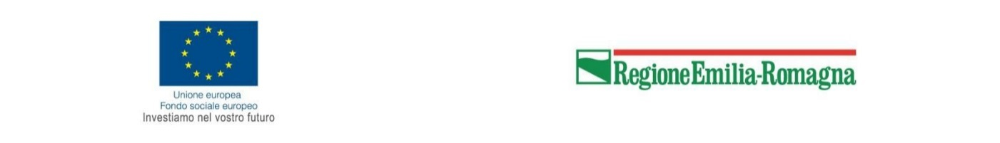 Unione europea
Fondo sociale europeo
Investiamo nel vostro futuro
RegioneEmilia-Romagna